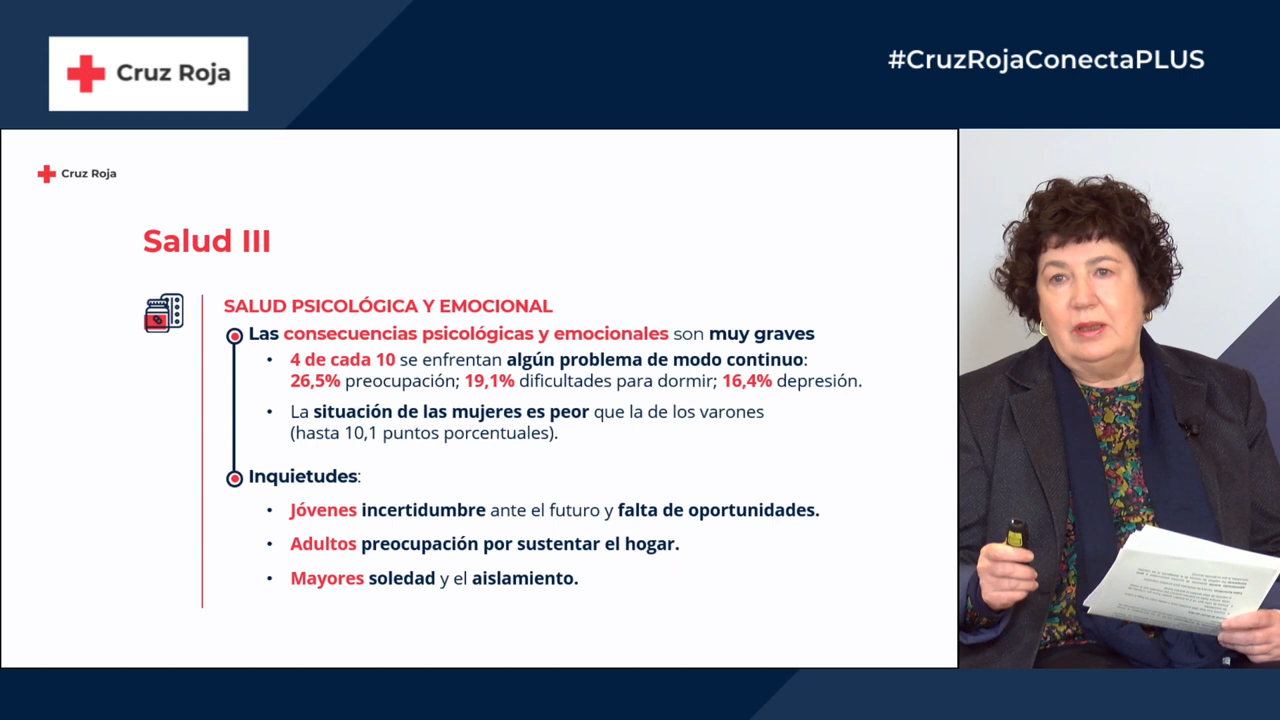 Cruz Roja
#CruzRojaConectaPLUS
Cruz Roja
Salud III
SALUD PSICOLÓGICA Y EMOCIONAL
Las consecuencias psicológicas y emocionales son muy graves
• 4 de cada 10 se enfrentan algún problema de modo continuo:
26,5% preocupación; 19,1% dificultades para dormir; 16,4% depresión.
• La situación de las mujeres es peor que la de los varones
(hasta 10,1 puntos porcentuales).
Inquietudes:
• Jóvenes incertidumbre ante el futuro y falta de oportunidades.
• Adultos preocupación por sustentar el hogar.
• Mayores soledad y el aislamiento.